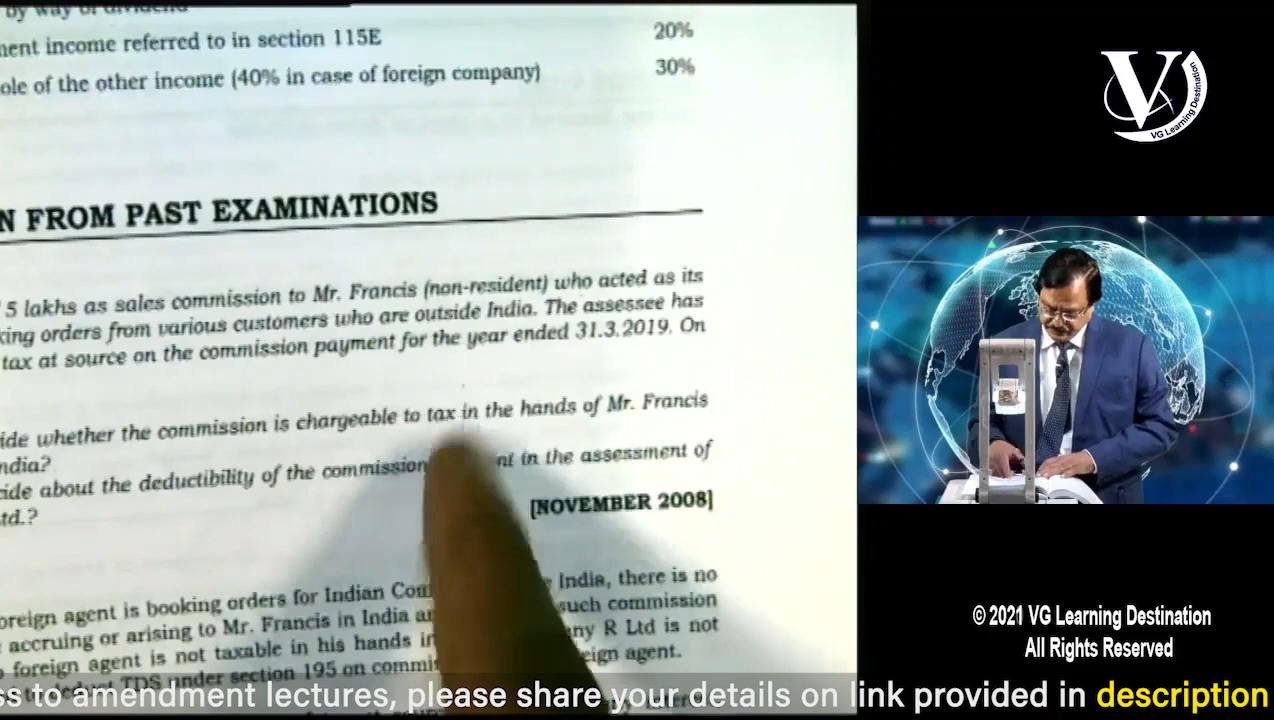 by way of dividend
ment income referred to in section 115E 20%
ole of the other income (40% in case of foreign company) 30%
N FROM PAST EXAMINATIONS
5 lakhs as sales commission to Mr. Francis (non-resident) who acted as its
king orders from various customers who are outside India. The assessee has
tax at source on the commission payment for the year ended 31.3.2019. On
ide whether the commission is chargeable to tax in the hands of Mr. Francis
ndia?
cide about the deductibility of the commission nt in the assessment of
td.?
[NOVEMBER 2008]
oreign agent is booking orders for Indian Com India, there is no
accruing or arising to Mr. Francis in India an such commission
foreign agent is not taxable in his hands in ny R Ltd is not
deduct TDS under section 195 on commi eign agent.
V
VG Learning Destination
© 2021 VG Learning Destination
All Rights Reserved
ss to amendment lectures, please share your details on link provided in description